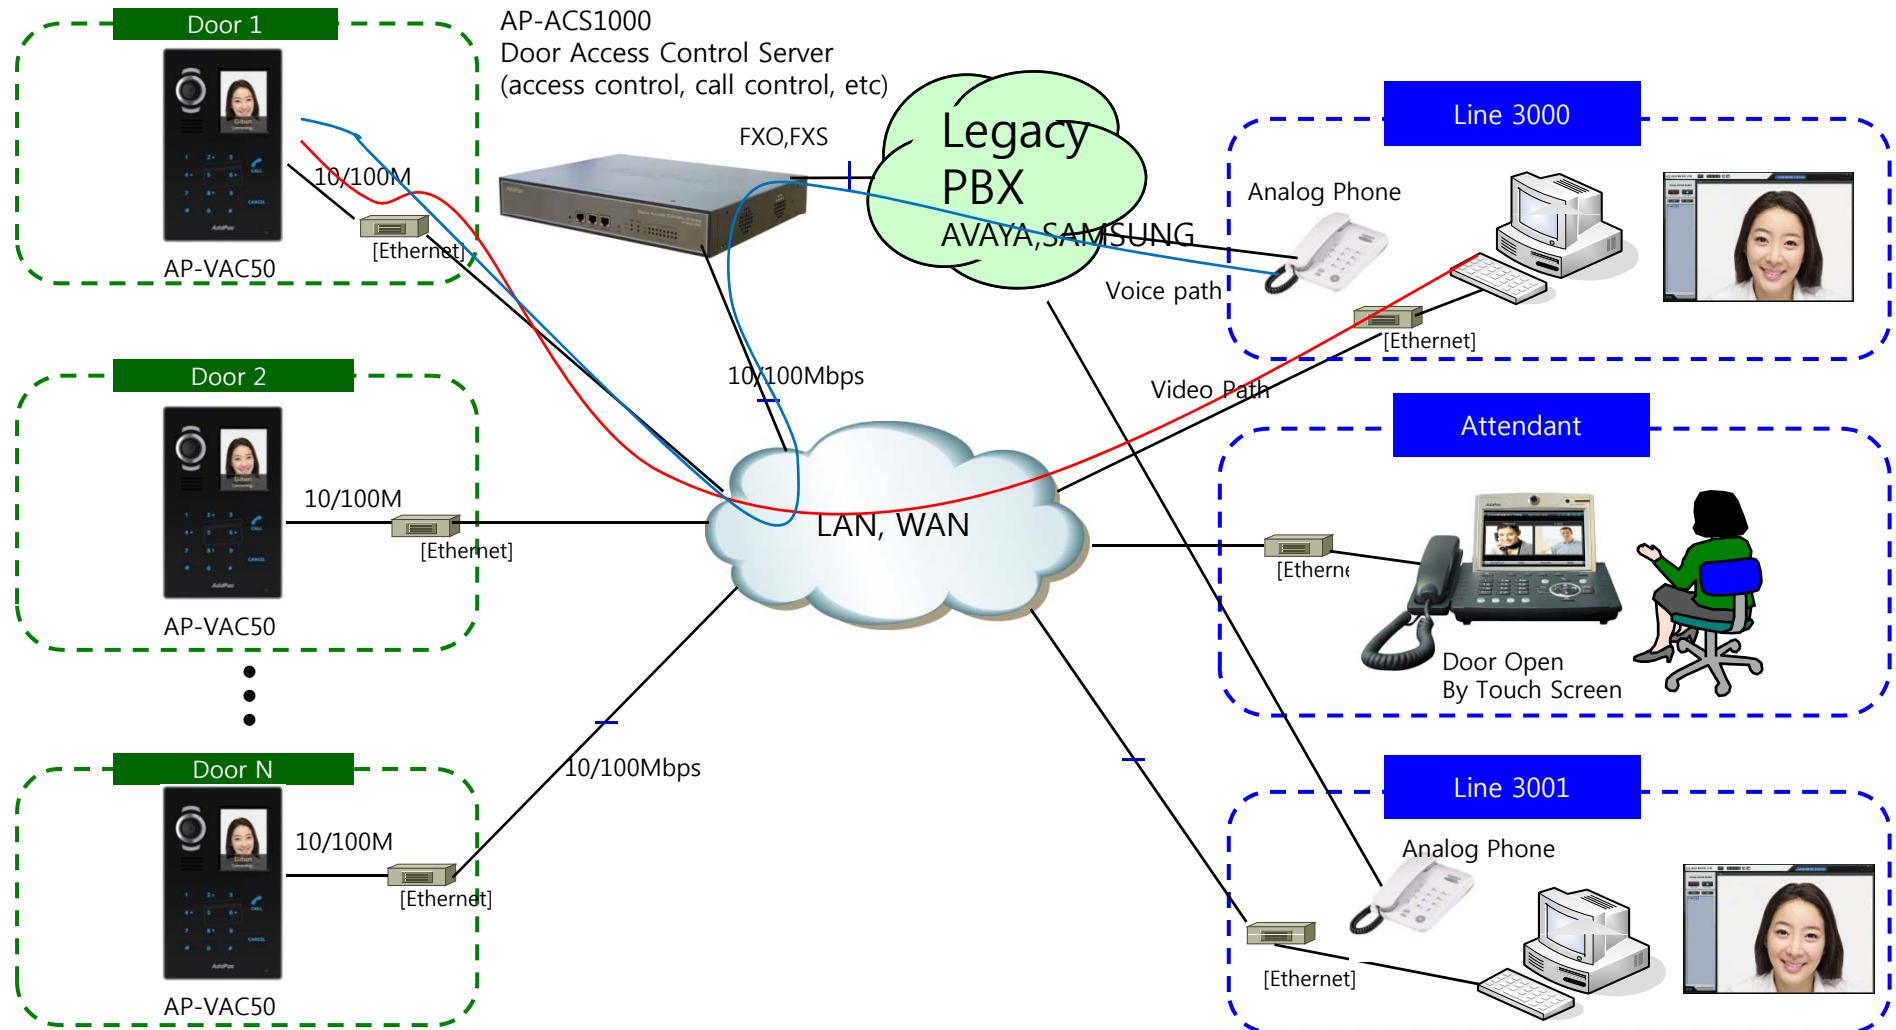 Door 1
AP-ACS1000
Door Access Control Server
(access control, call control, etc)
FXO,FXS
Legacy
PBX
AVAYA,SAMSUNG
Line 3000
Analog Phone
10/100M
[Ethernet]
AP-VAC50
AddPac
Voice path
[Ethernet]
Door 2
10/100Mbps
Video Path
Attendant
10/100M
[Ethernet]
LAN, WAN
[Etherne
AddPac
AP-VAC50
Door Open
By Touch Screen
Door N
10/100Mbps
Line 3001
10/100M
[Ethernet]
Analog Phone
AddPac
[Ethernet]
AP-VAC50